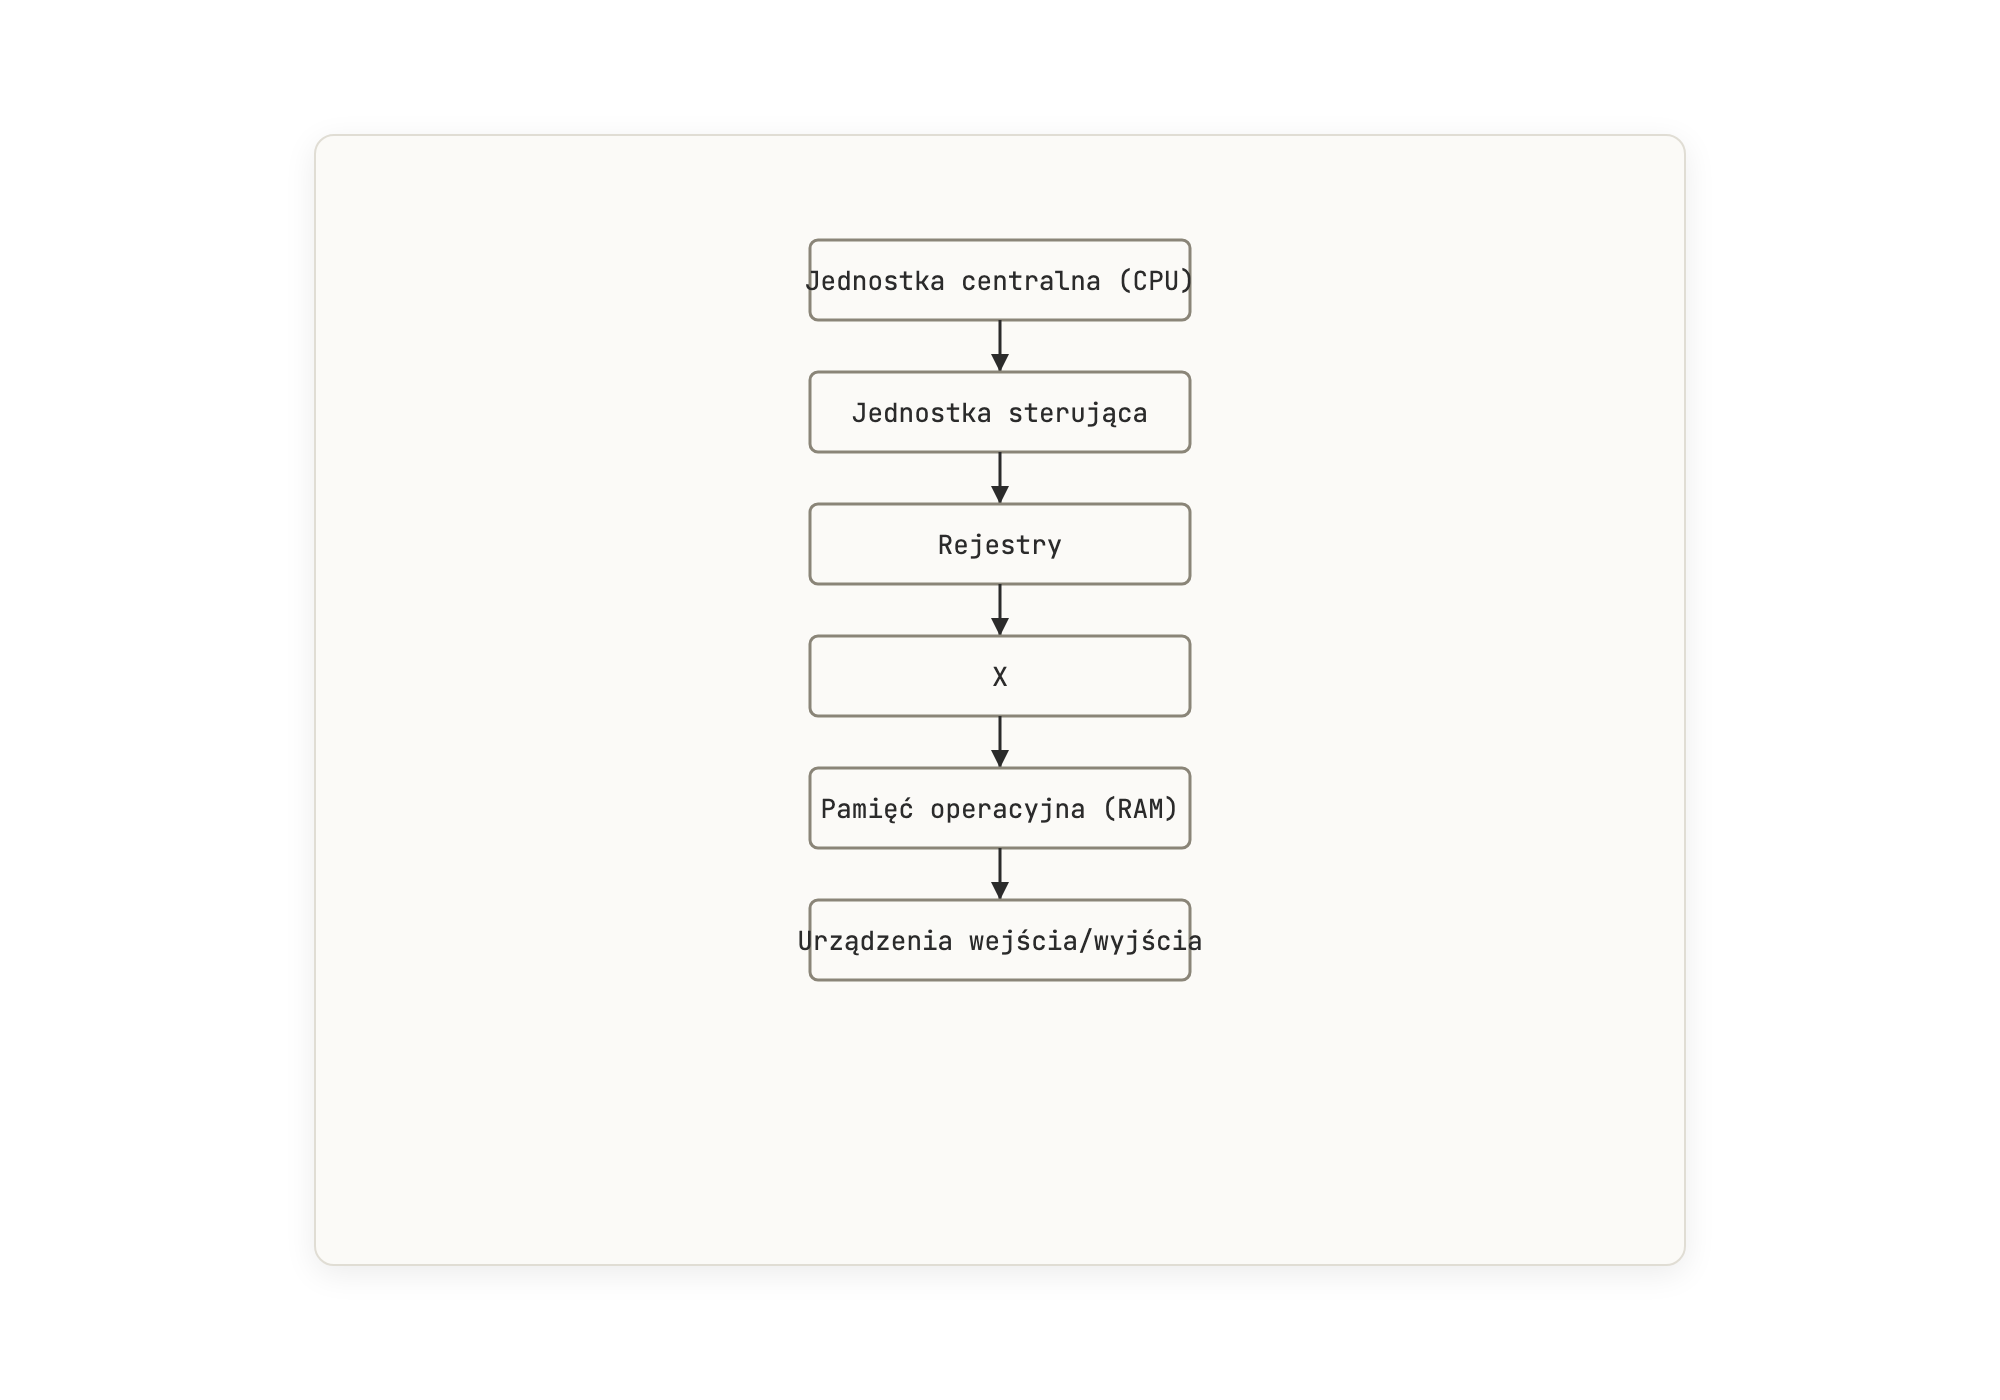 Jednostka centralna (CPU)
Jednostka sterująca
Rejestry
X
Pamięć operacyjna (RAM)
Urządzenia wejścia/wyjścia